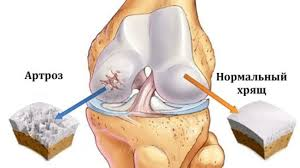 Артроз
Нормальный
хрящ